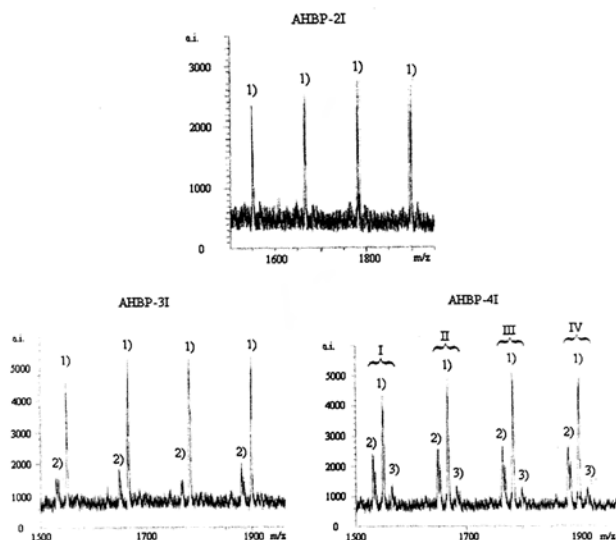 AHBP-2I
a.i.
1) 1) 1) 1)
3000
2000
1000
0
1600 1800 m/z
AHBP-3I
a.i.
1) 1) 1) 1)
5000
4000
3000
2000
2) 2) 2) 2)
1000
0
1500 1700 1900 m/z
AHBP-4I
a.i.
I II III IV
1) 1) 1) 1)
5000
4000
3000
2) 2) 2) 2)
2000
3) 3) 3) 3)
1000
0
1500 1700 1900 m/z